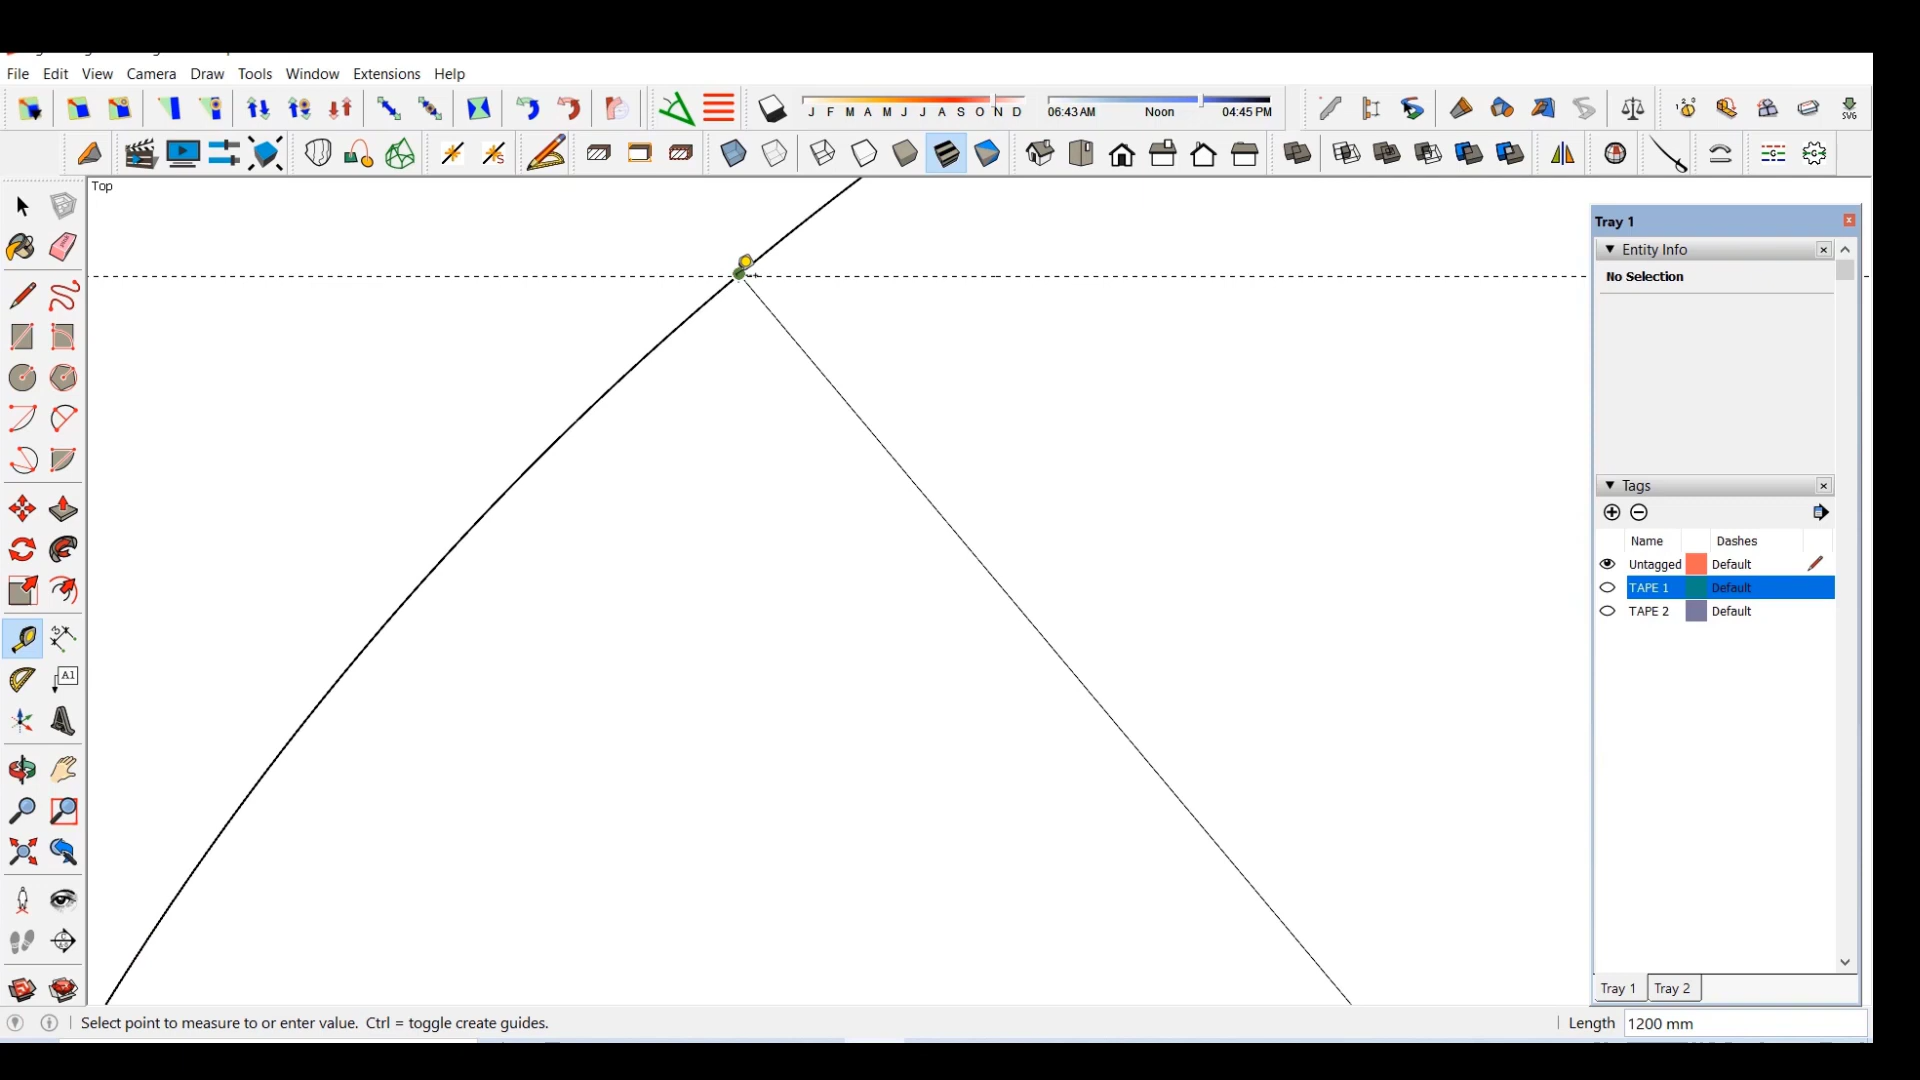 File Edit View Camera Draw Tools Window Extensions Help
J F M A M J J A S O N D
06:43 AM Noon 04:45 PM
SVG
Top
Tray 1
Entity Info
No Selection
A1
Tags
Name Dashes
Untagged Default
TAPE 1 Default
TAPE 2 Default
Tray 1 Tray 2
Select point to measure to or enter value. Ctrl = toggle create guides.
Length 1200 mm